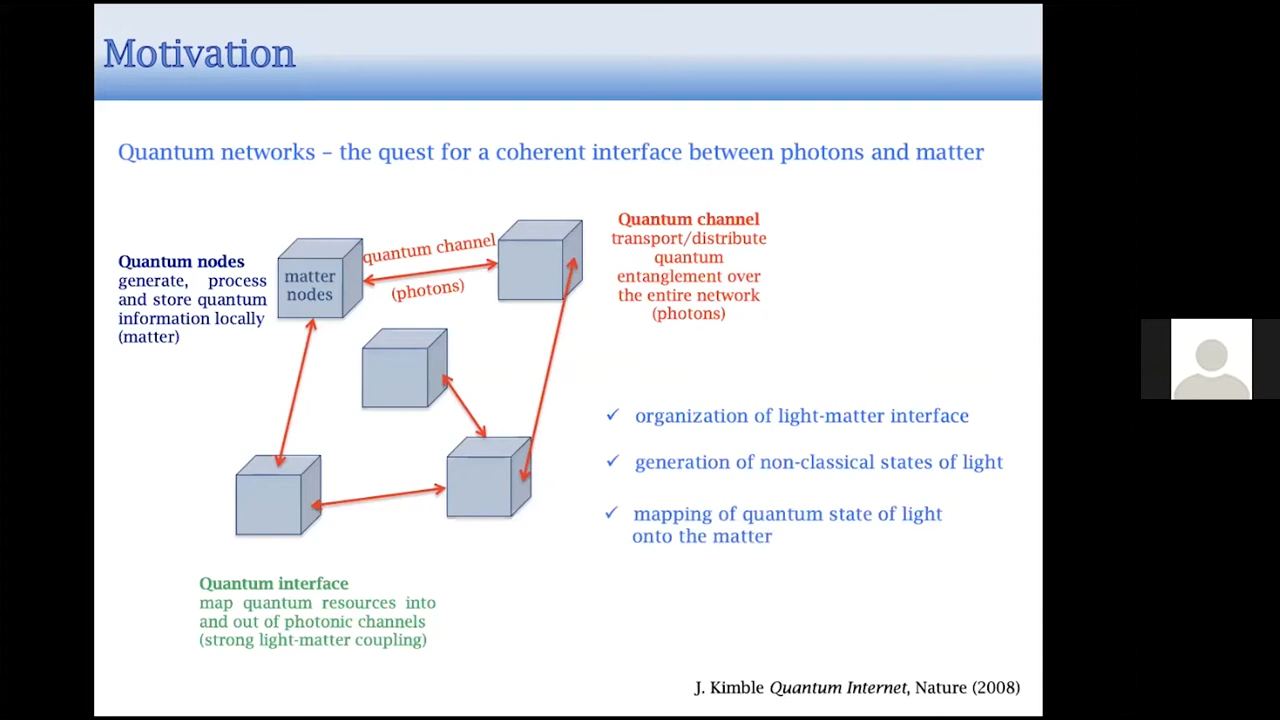 Motivation
Quantum networks – the quest for a coherent interface between photons and matter
Quantum nodes
generate, process
and store quantum
information locally
(matter)
matter
nodes
quantum channel
(photons)
Quantum channel
transport/distribute
quantum
entanglement over
the entire network
(photons)
✓ organization of light-matter interface
✓ generation of non-classical states of light
✓ mapping of quantum state of light
onto the matter
Quantum interface
map quantum resources into
and out of photonic channels
(strong light-matter coupling)
J. Kimble Quantum Internet, Nature (2008)